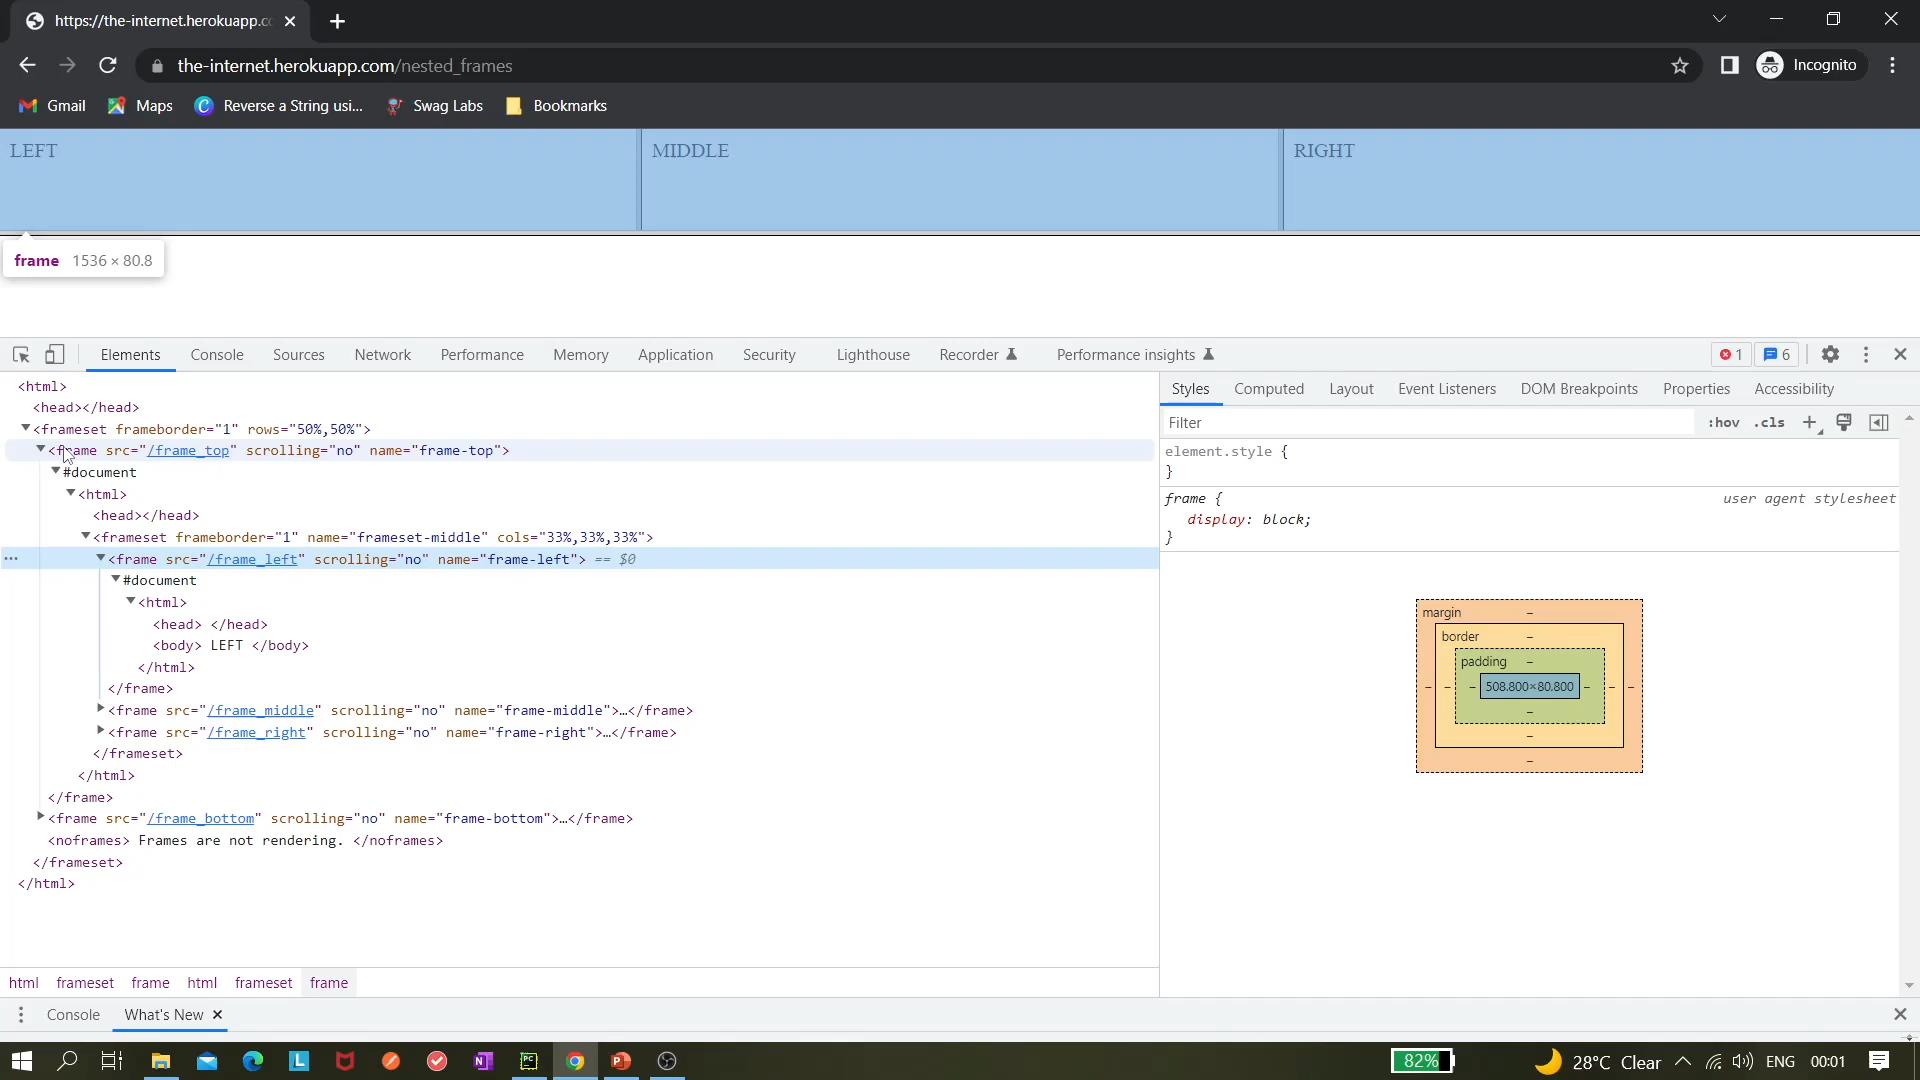 https://the-internet.herokuapp.co
the-internet.herokuapp.com/nested_frames
Incognito
Gmail Maps Reverse a String usi... Swag Labs Bookmarks
LEFT MIDDLE RIGHT
frame 1536 × 80.8
Elements Console Sources Network Performance Memory Application Security Lighthouse Recorder Performance insights 1 6
<html>
<head></head>
<frameset frameborder="1" rows="50%,50%">
<frame src="/frame_top" scrolling="no" name="frame-top">
#document
<html>
<head></head>
<frameset frameborder="1" name="frameset-middle" cols="33%,33%,33%">
<frame src="/frame_left" scrolling="no" name="frame-left"> == $0
#document
<html>
<head> </head>
<body> LEFT </body>
</html>
</frame>
<frame src="/frame_middle" scrolling="no" name="frame-middle">…</frame>
<frame src="/frame_right" scrolling="no" name="frame-right">…</frame>
</frameset>
</html>
</frame>
<frame src="/frame_bottom" scrolling="no" name="frame-bottom">…</frame>
<noframes> Frames are not rendering. </noframes>
</frameset>
</html>
html frameset frame html frameset frame
Styles Computed Layout Event Listeners DOM Breakpoints Properties Accessibility
Filter :hov .cls
element.style {
}
frame { user agent stylesheet
display: block;
}
margin –
border –
padding –
– – – 508.800×80.800 – – –
–
–
–
Console What's New
82% 28°C Clear ENG 00:01